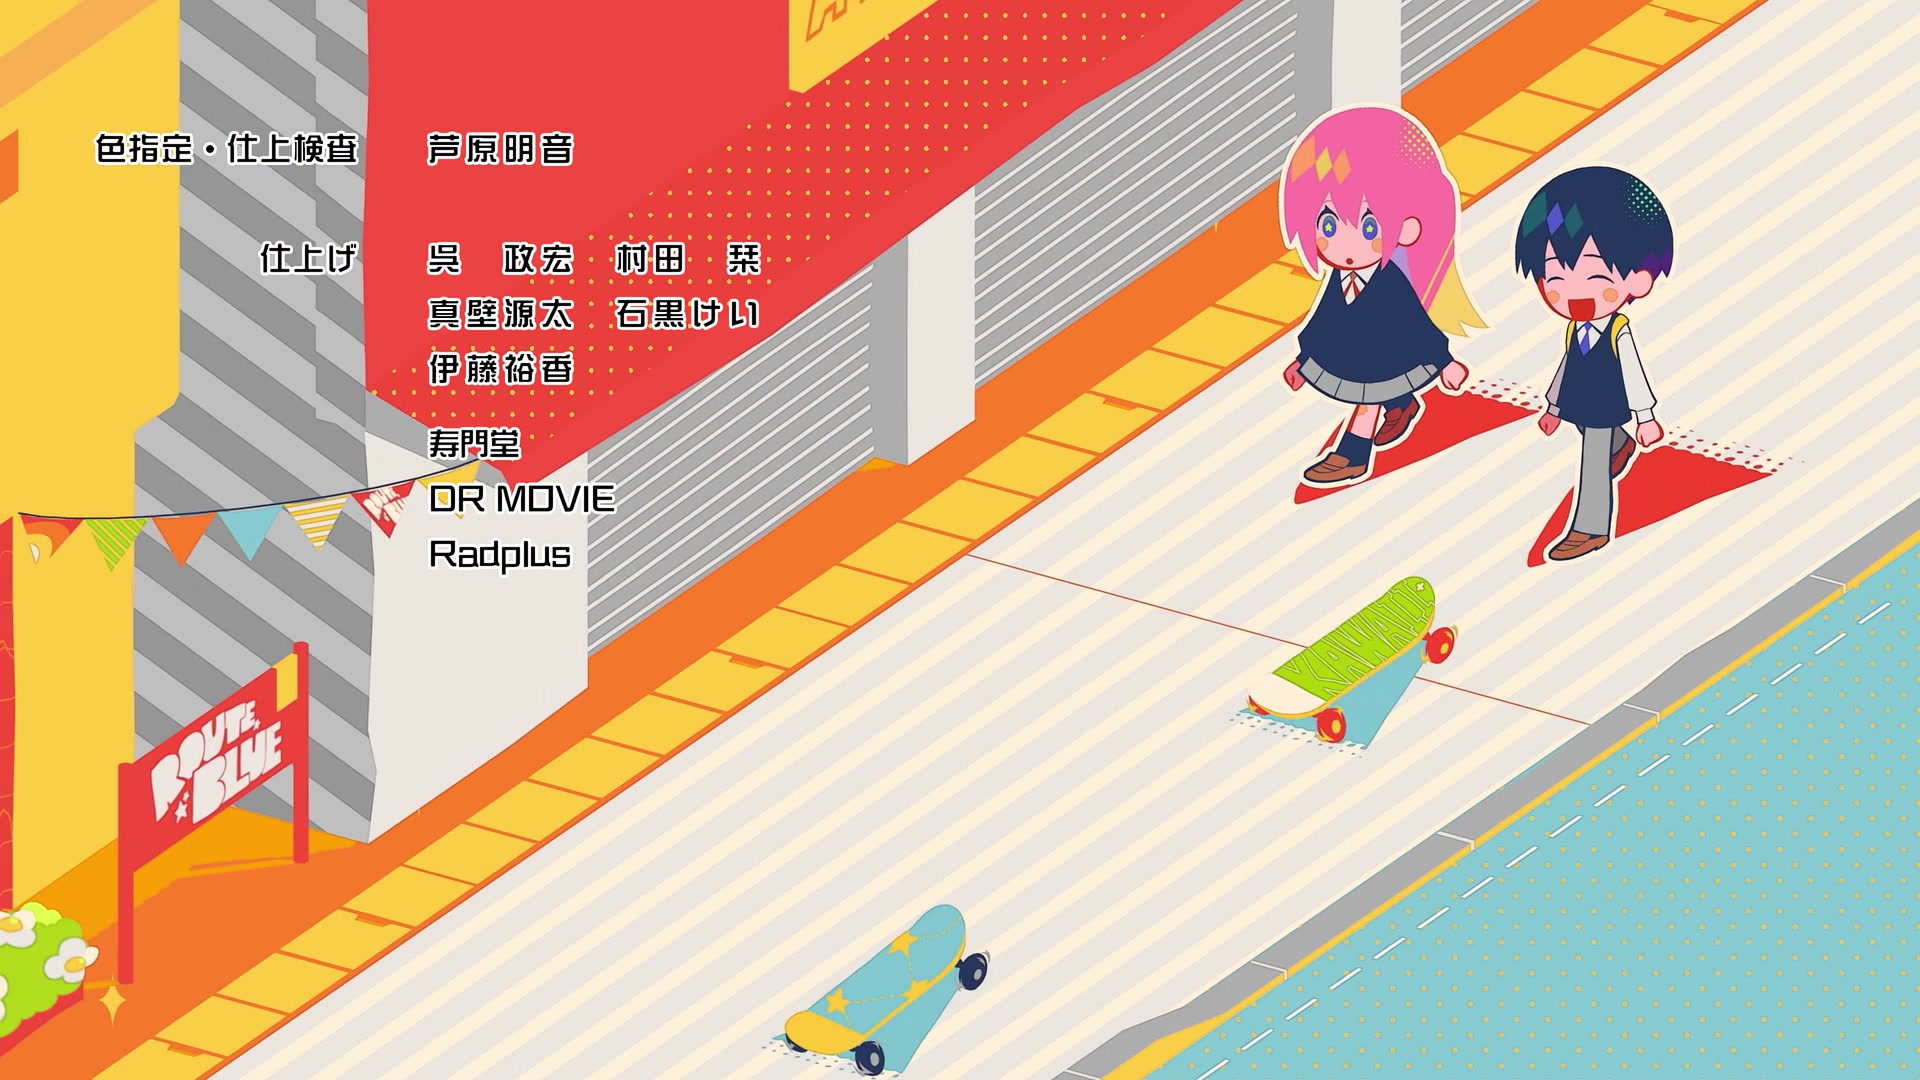 色指定・仕上検査　芦原明音
仕上げ　呉　政宏　村田　栞
真壁源太　石黒けい
伊藤裕香
寿門堂
DR MOVIE
Radplus
ROUTE
BLUE
KAWAII